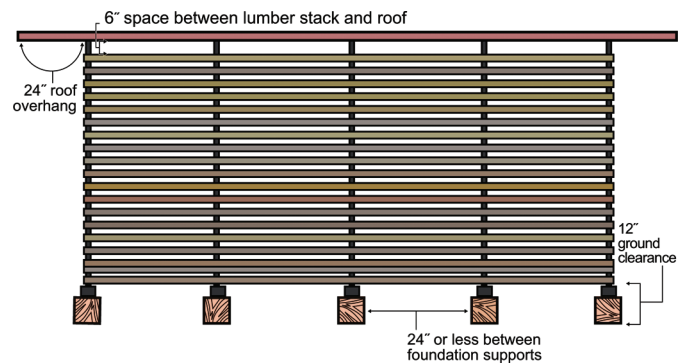 6″ space between lumber stack and roof
24″ roof
overhang
12″
ground
clearance
24″ or less between
foundation supports